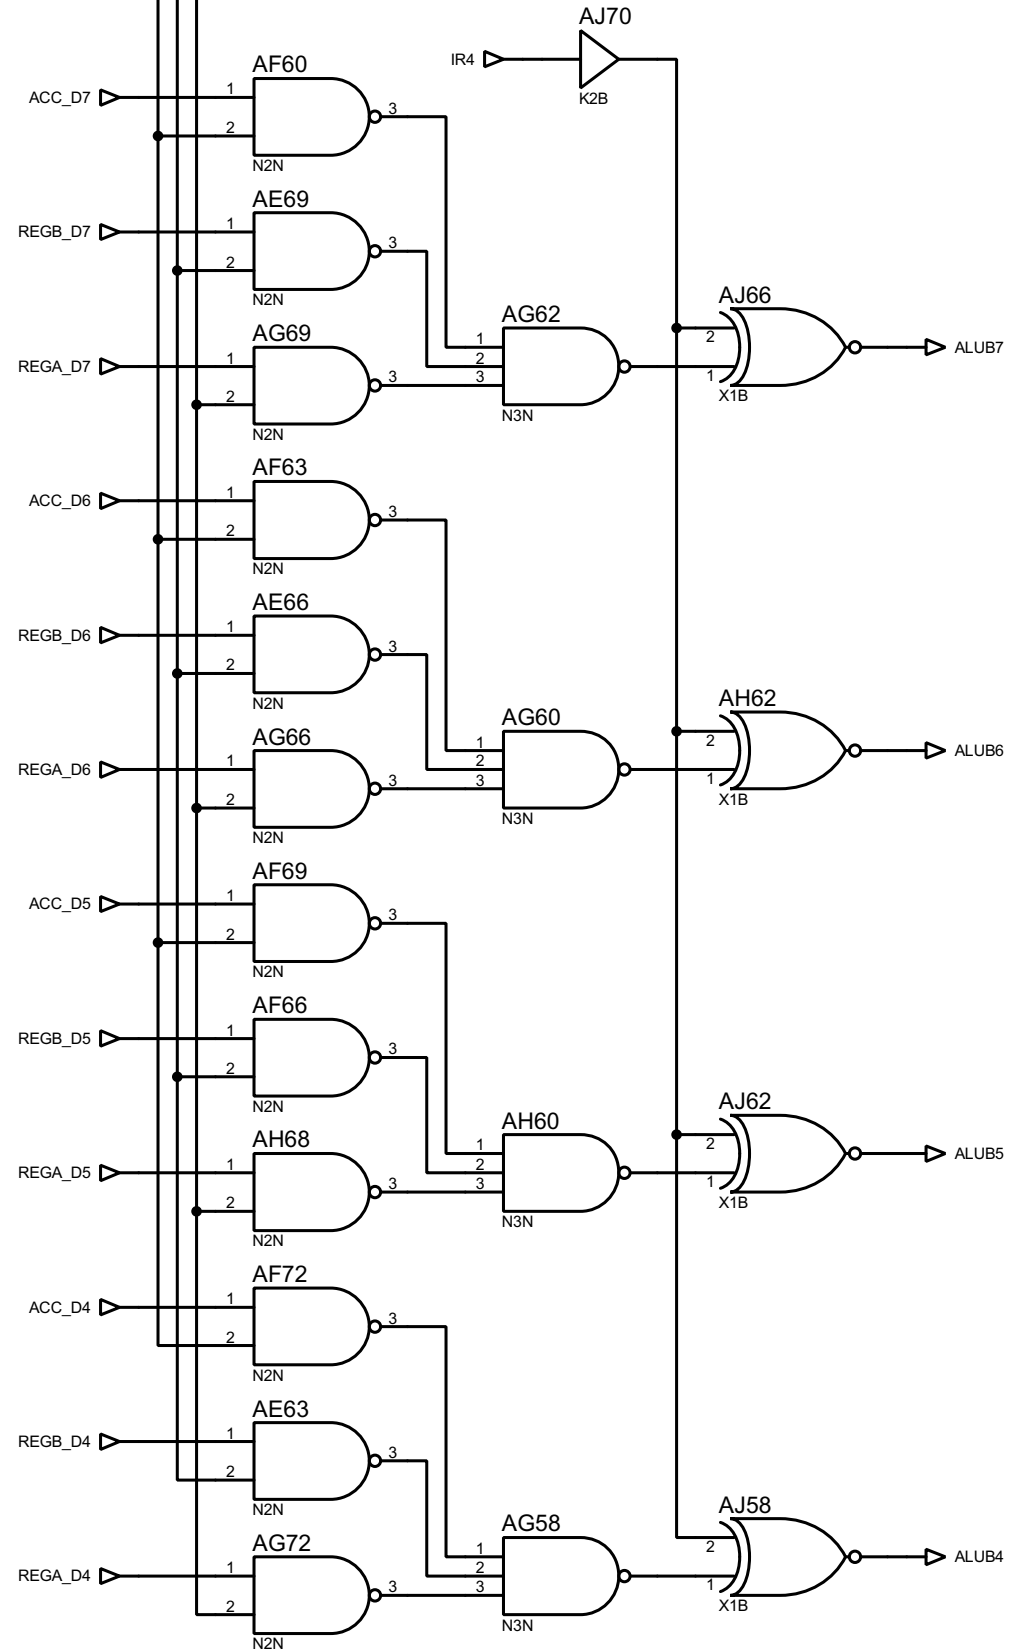 AJ70
IR4
K2B
AF60
ACC_D7
1
2
3
N2N
AE69
REGB_D7
1
2
3
N2N
AG69
REGA_D7
1
2
3
N2N
AG62
1
2
3
N3N
AJ66
2
1
X1B
ALUB7
AF63
ACC_D6
1
2
3
N2N
AE66
REGB_D6
1
2
3
N2N
AG66
REGA_D6
1
2
3
N2N
AG60
1
2
3
N3N
AH62
2
1
X1B
ALUB6
AF69
ACC_D5
1
2
3
N2N
AF66
REGB_D5
1
2
3
N2N
AH68
REGA_D5
1
2
3
N2N
AH60
1
2
3
N3N
AJ62
2
1
X1B
ALUB5
AF72
ACC_D4
1
2
3
N2N
AE63
REGB_D4
1
2
3
N2N
AG72
REGA_D4
1
2
3
N2N
AG58
1
2
3
N3N
AJ58
2
1
X1B
ALUB4